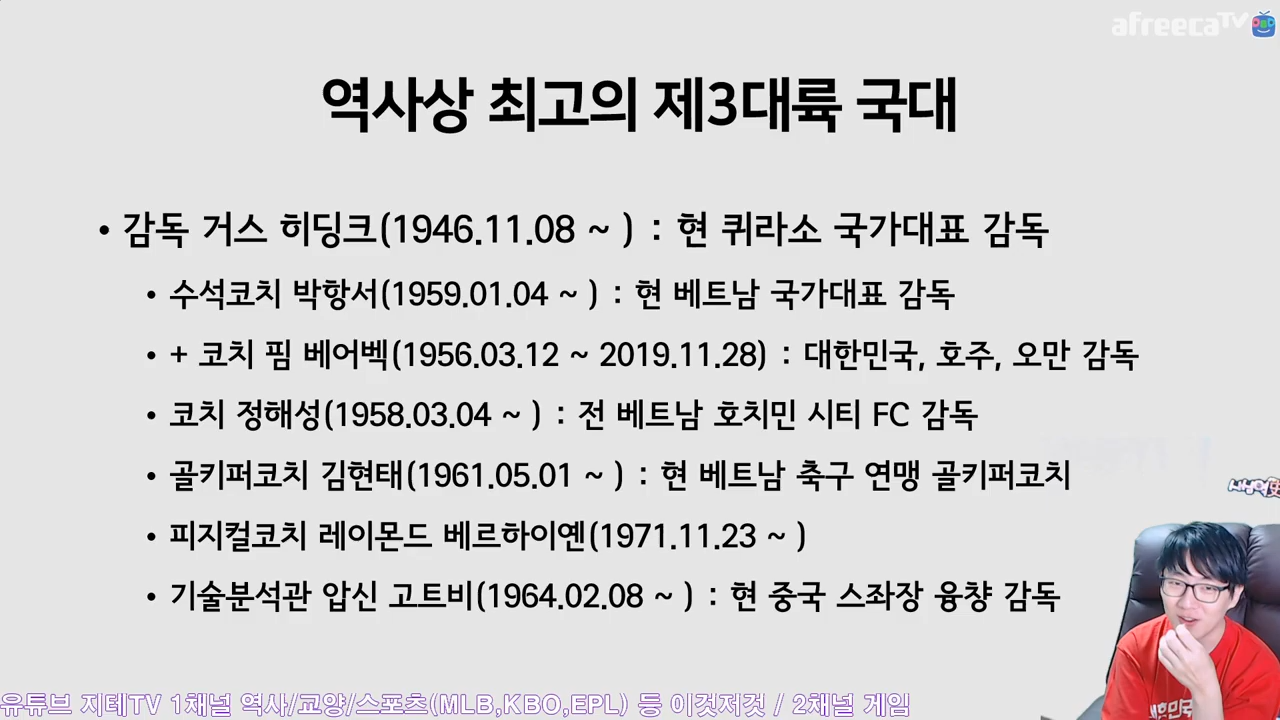 afreecaTV
역사상 최고의 제3대륙 국대
• 감독 거스 히딩크(1946.11.08 ~ ) : 현 퀴라소 국가대표 감독
• 수석코치 박항서(1959.01.04 ~ ) : 현 베트남 국가대표 감독
• + 코치 핌 베어벡(1956.03.12 ~ 2019.11.28) : 대한민국, 호주, 오만 감독
• 코치 정해성(1958.03.04 ~ ) : 전 베트남 호치민 시티 FC 감독
• 골키퍼코치 김현태(1961.05.01 ~ ) : 현 베트남 축구 연맹 골키퍼코치
• 피지컬코치 레이몬드 베르하이옌(1971.11.23 ~ )
• 기술분석관 압신 고트비(1964.02.08 ~ ) : 현 중국 스좌장 융챵 감독
대한민국
유튜브 지테TV 1채널 역사/교양/스포츠(MLB,KBO,EPL) 등 이것저것 / 2채널 게임